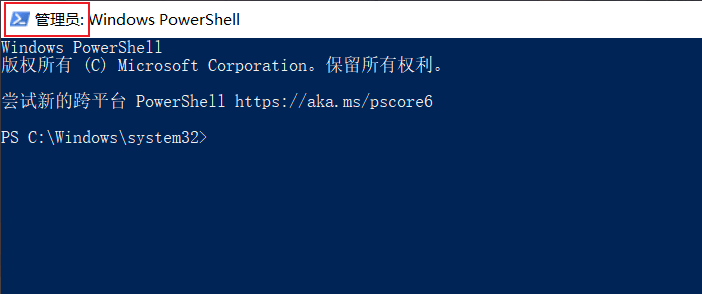 管理员: Windows PowerShell
Windows PowerShell
版权所有 (C) Microsoft Corporation。保留所有权利。
尝试新的跨平台 PowerShell https://aka.ms/pscore6
PS C:\Windows\system32>